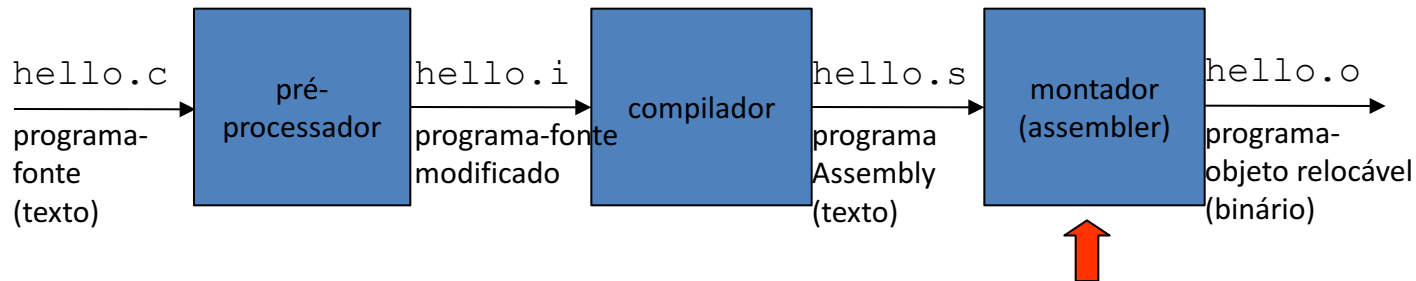 hello.c
programa-
fonte
(texto)
pré-
processador
hello.i
programa-fonte
modificado
compilador
hello.s
programa
Assembly
(texto)
montador
(assembler)
hello.o
programa-
objeto relocável
(binário)